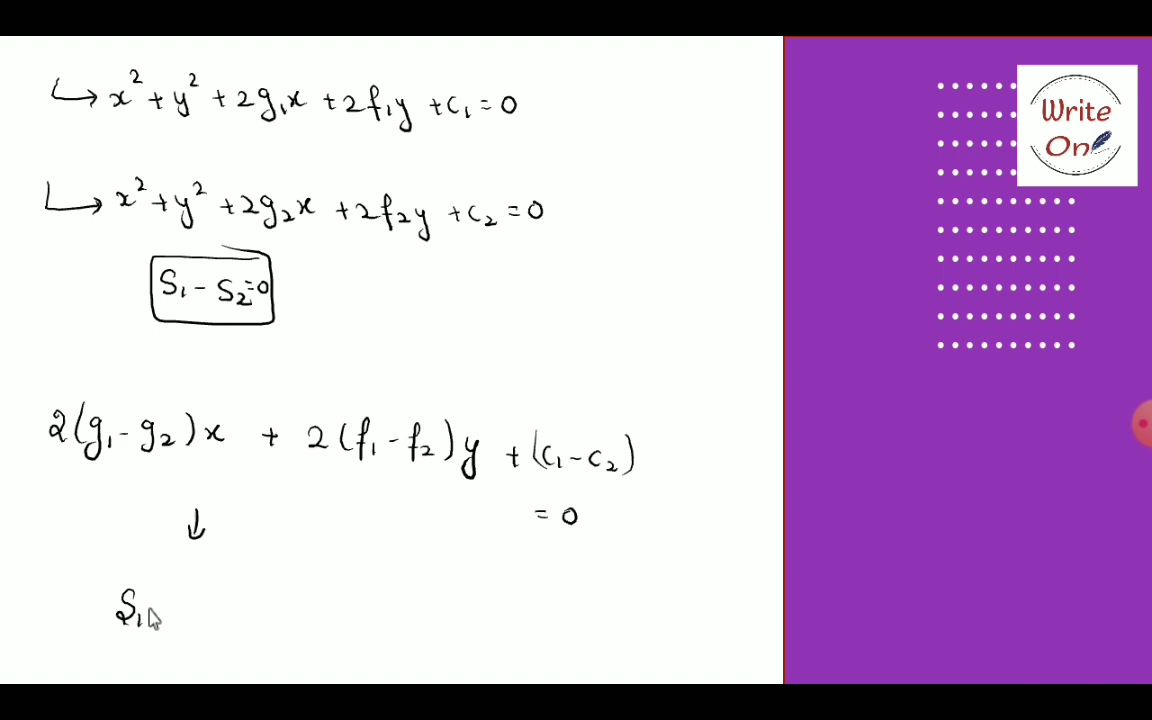 x² + y² + 2g₁x + 2f₁y + c₁ = 0
Write
On
x² + y² + 2g₂x + 2f₂y + c₂ = 0
S₁ - S₂ = 0
2(g₁ - g₂)x + 2(f₁ - f₂)y + (c₁ - c₂)
= 0
S₁